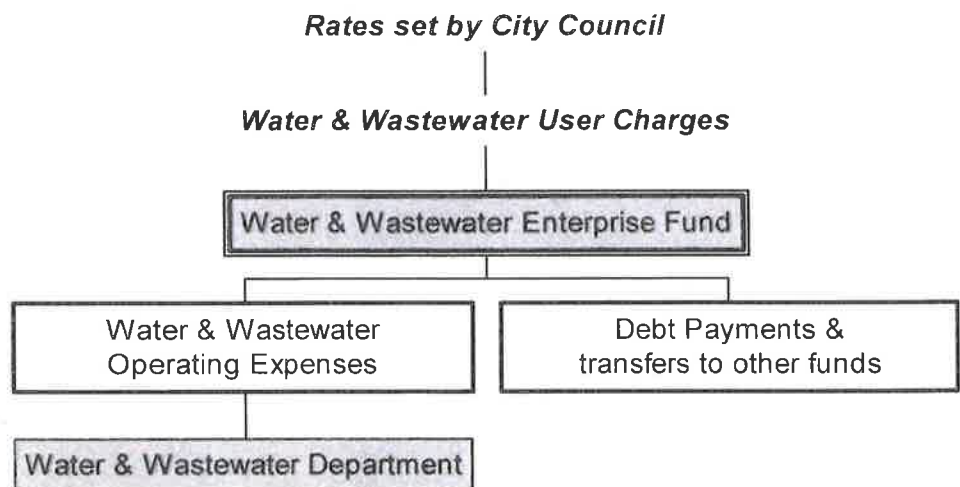 Rates set by City Council
Water & Wastewater User Charges
Water & Wastewater Enterprise Fund
Water & Wastewater
Operating Expenses
Debt Payments &
transfers to other funds
Water & Wastewater Department